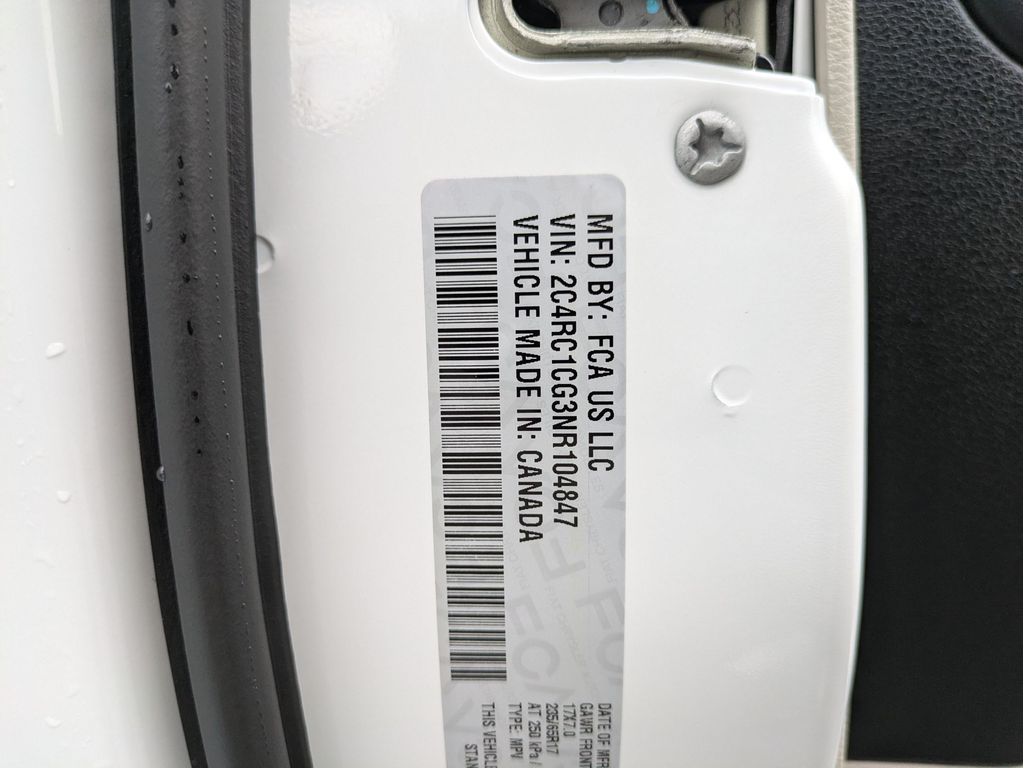 MFD BY: FCA US LLC
VIN: 2C4RC1CG3NR104847
VEHICLE MADE IN: CANADA
DATE OF MFR
GAWR FRONT
17X7.0
235/65R17
AT 250 kPa /
TYPE: MPV
THIS VEHICLE
STAN